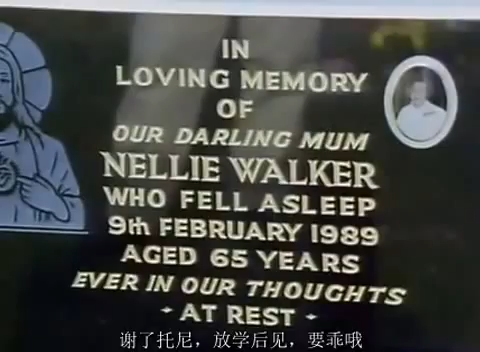 IN
LOVING MEMORY
OF
OUR DARLING MUM
NELLIE WALKER
WHO FELL ASLEEP
9th FEBRUARY 1989
AGED 65 YEARS
EVER IN OUR THOUGHTS
- AT REST -
谢了托尼，放学后见，要乖哦